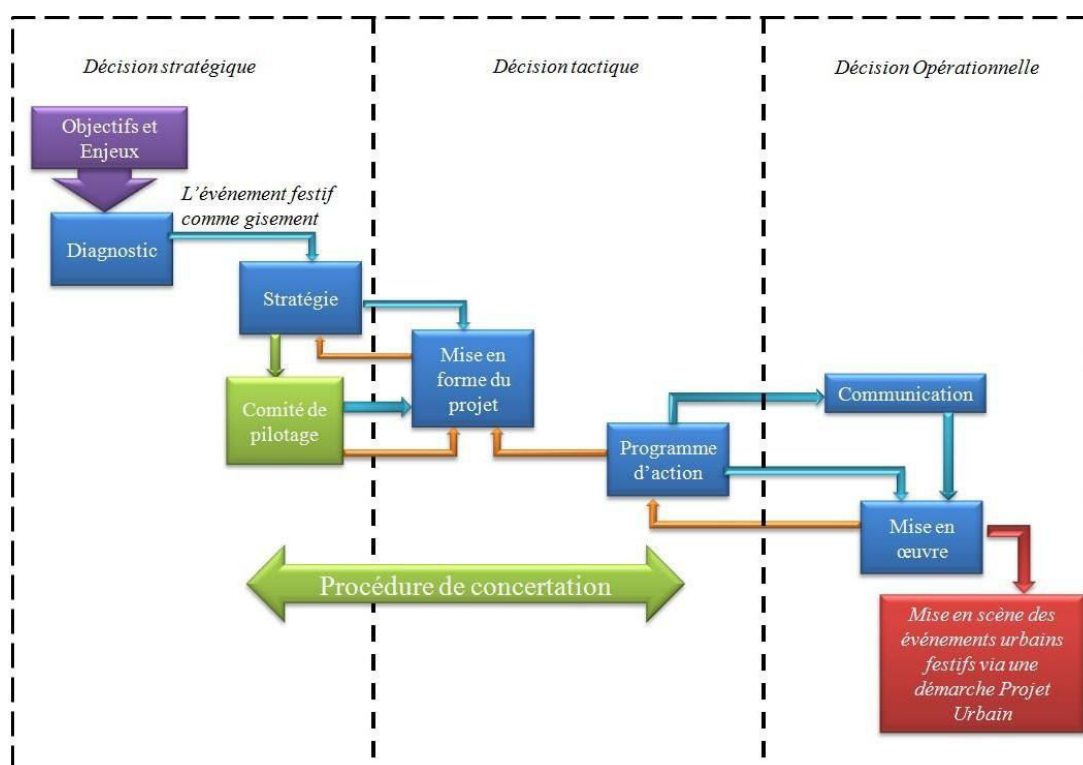 Décision stratégique
Décision tactique
Décision Opérationnelle
Objectifs et
Enjeux
L'événement festif
comme gisement
Diagnostic
Stratégie
Mise en
forme du
projet
Comité de
pilotage
Communication
Programme
d'action
Mise en
œuvre
Procédure de concertation
Mise en scène des
événements urbains
festifs via une
démarche Projet
Urbain